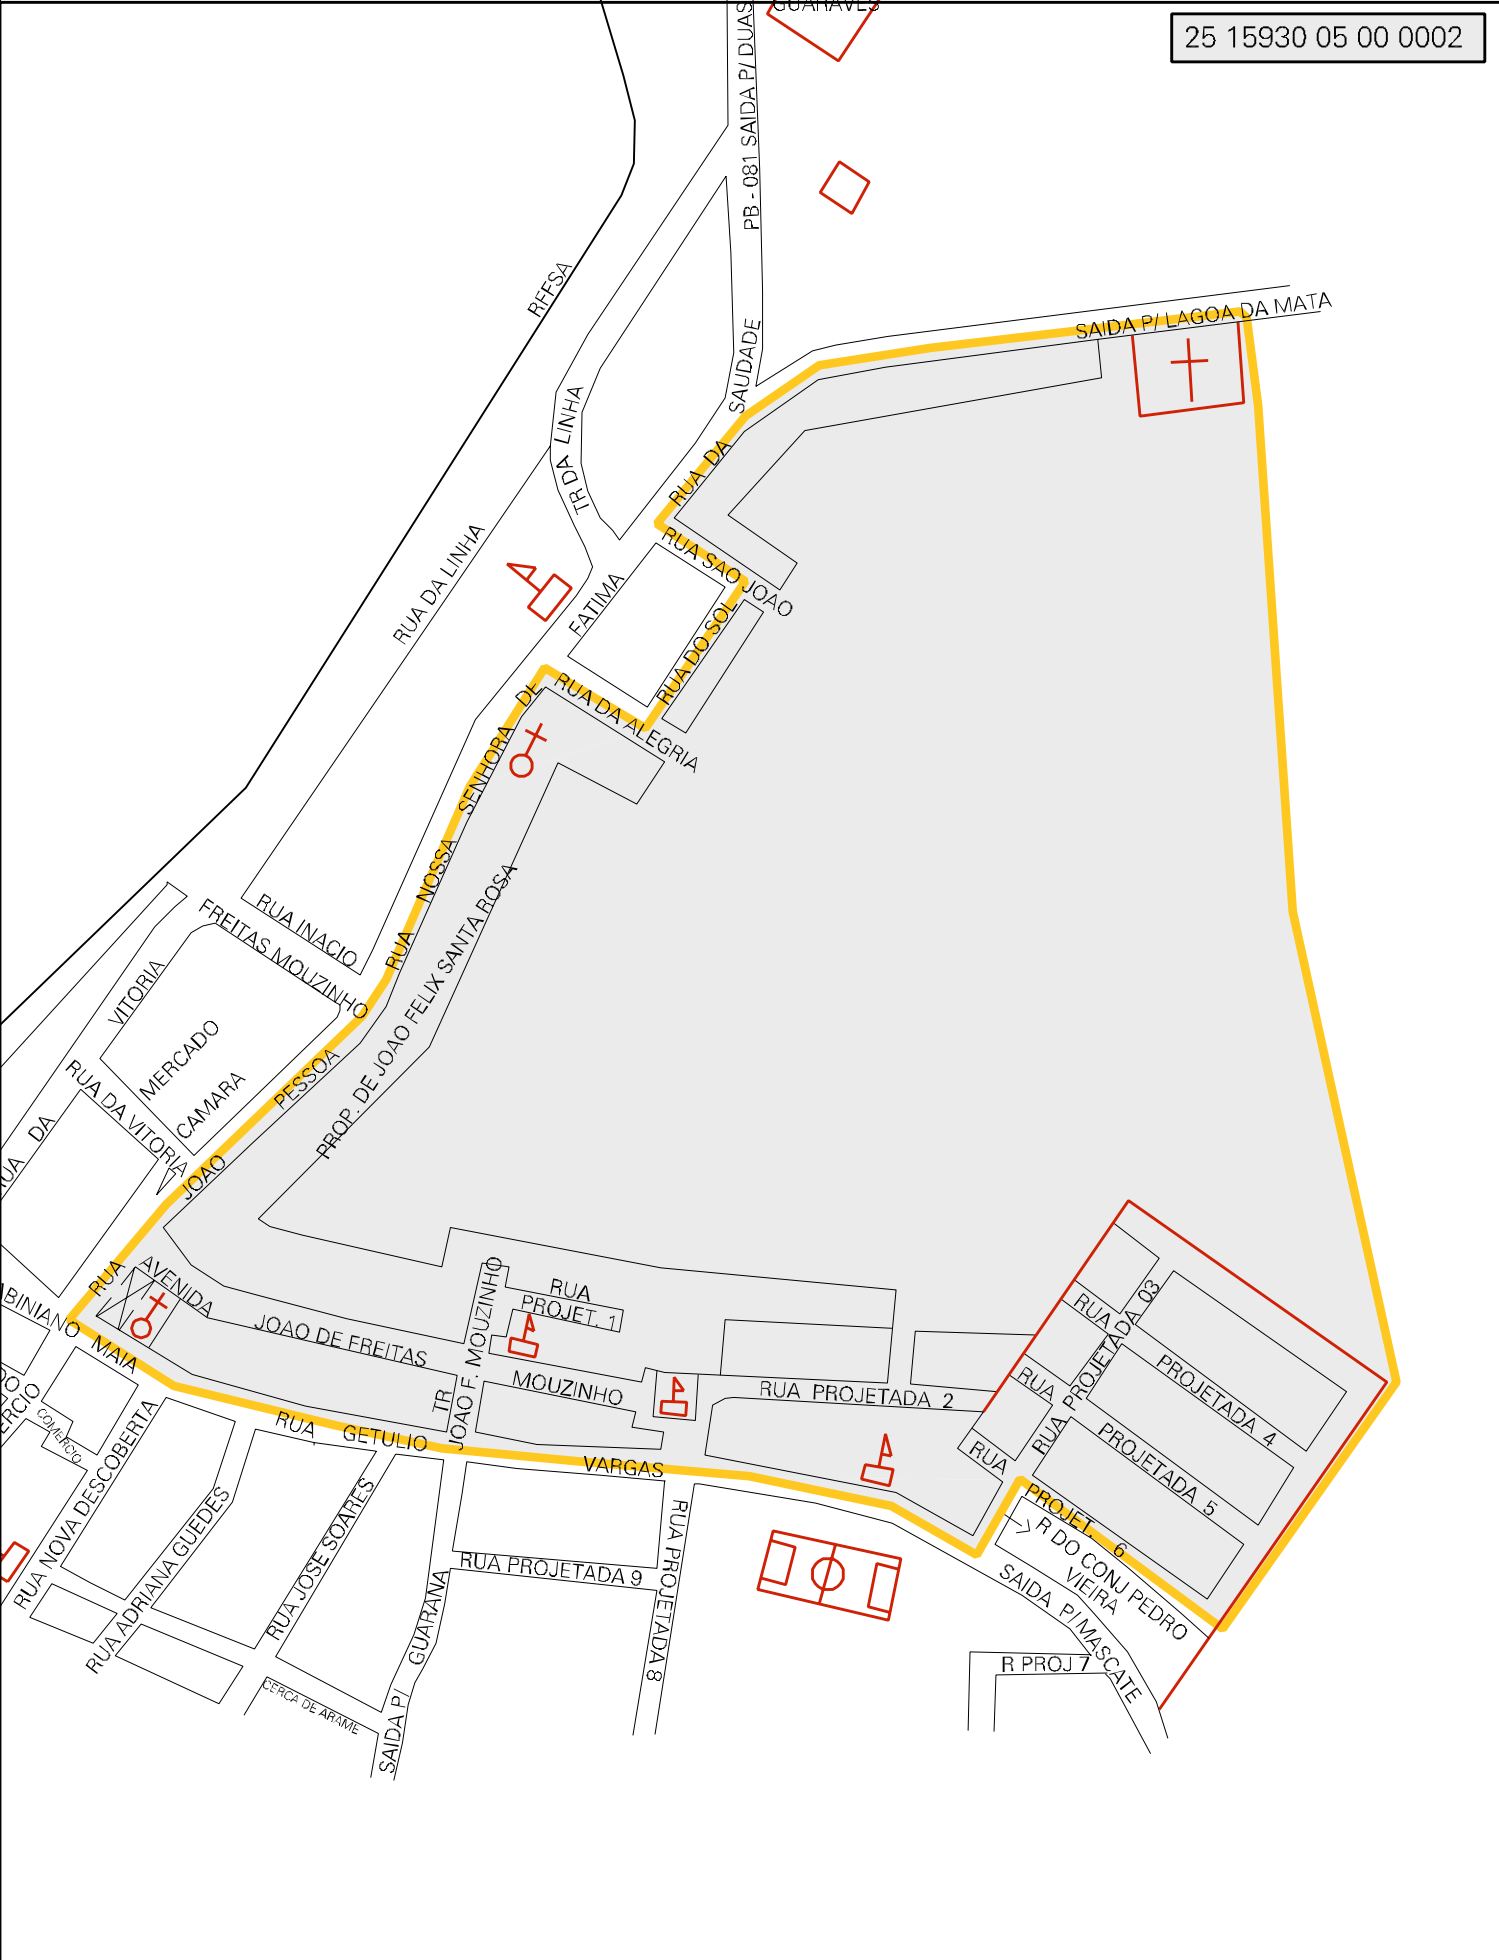 GUARAVES
25 15930 05 00 0002
PB - 081 SAIDA P/ DUAS
RFFSA
SAIDA P/ LAGOA DA MATA
RUA DA SAUDADE
TR DA LINHA
RUA DA LINHA
RUA SAO JOAO
FATIMA
RUA DO SOL
RUA DA ALEGRIA
RUA NOSSA SENHORA DE
PROP. DE JOAO FELIX SANTA ROSA
RUA INACIO
FREITAS MOUZINHO
VITORIA
MERCADO
CAMARA
RUA DA VITORIA
DA
RUA JOAO PESSOA
AVENIDA
JOAO DE FREITAS
MOUZINHO
RUA
PROJET. 1
TR
JOAO F. MOUZINHO
RUA PROJETADA 2
RUA PROJETADA 03
RUA
PROJETADA 4
RUA
PROJETADA 5
RUA
PROJET. 6
R DO CONJ PEDRO
VIEIRA
MAIA
COMERCIO
RUA GETULIO VARGAS
RUA NOVA DESCOBERTA
RUA ADRIANA GUEDES
RUA JOSE SOARES
RUA PROJETADA 9
RUA PROJETADA 8
SAIDA P/ GUARANA
CERCA DE ARAME
SAIDA P/MASCATE
R PROJ 7